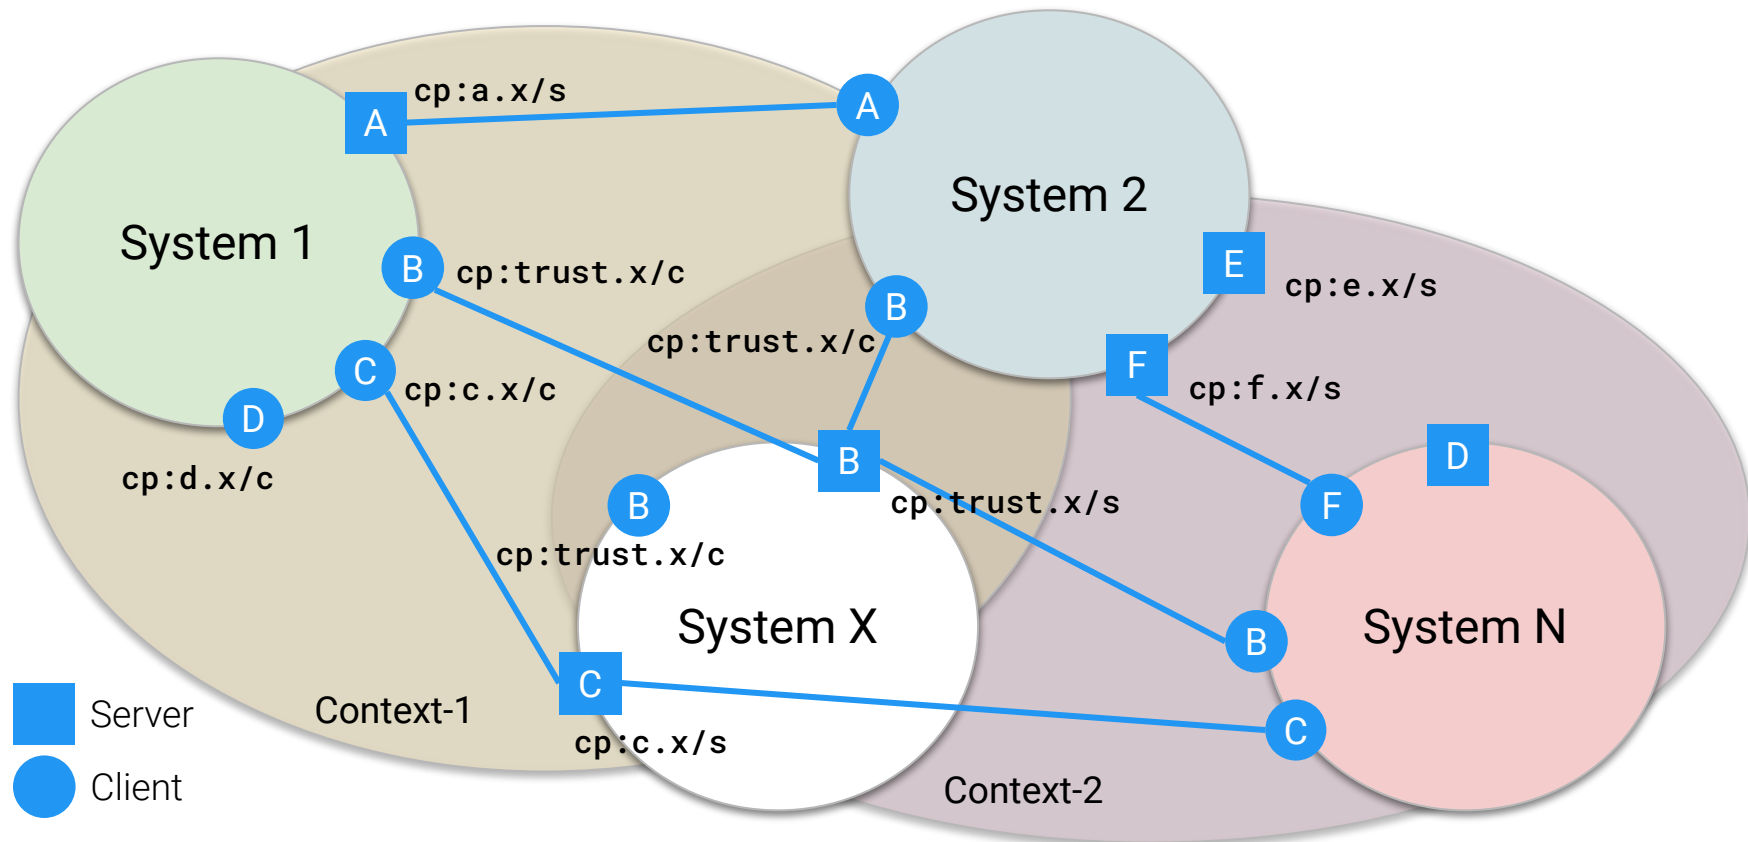 A
cp:a.x/s
A
System 1
System 2
B
cp:trust.x/c
E
cp:e.x/s
B
cp:trust.x/c
C
cp:c.x/c
F
cp:f.x/s
D
cp:d.x/c
B
cp:trust.x/s
D
B
cp:trust.x/c
F
System X
System N
B
C
cp:c.x/s
C
Context-1
Context-2
Server
Client